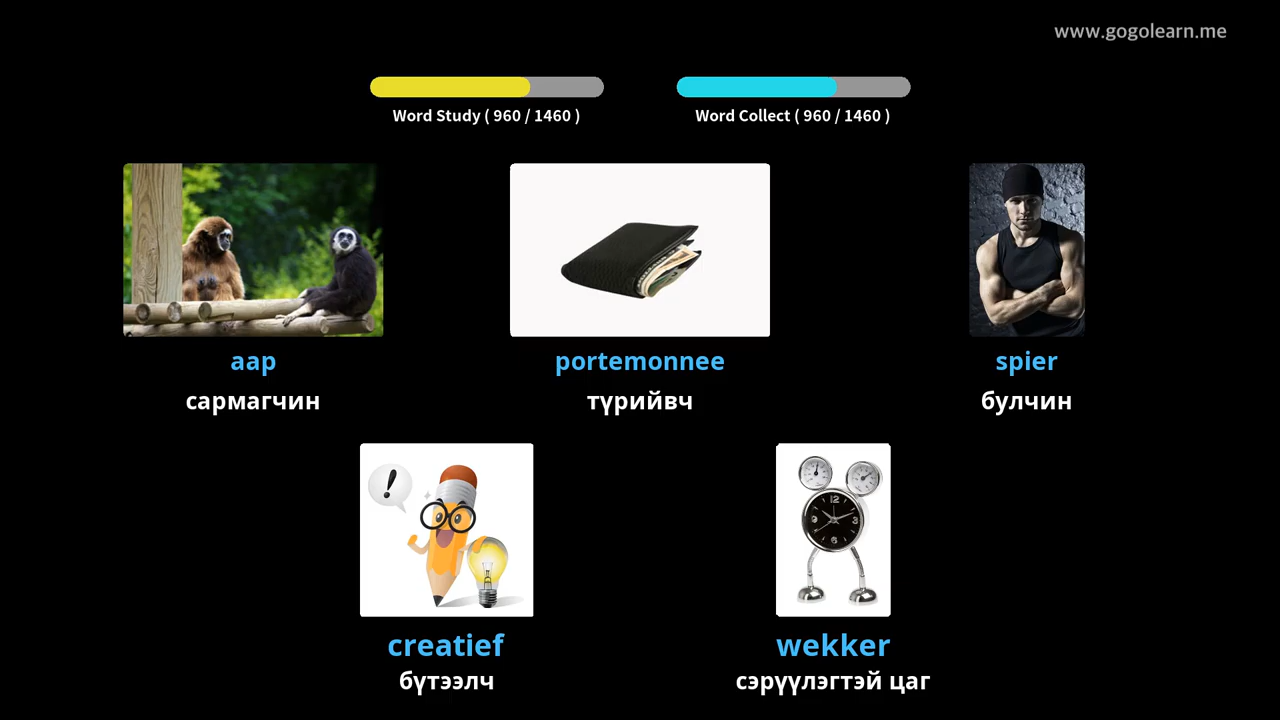 www.gogolearn.me
Word Study ( 960 / 1460 )
Word Collect ( 960 / 1460 )
aap
portemonnee
spier
сармагчин
түрийвч
булчин
creatief
wekker
бүтээлч
сэрүүлэгтэй цаг